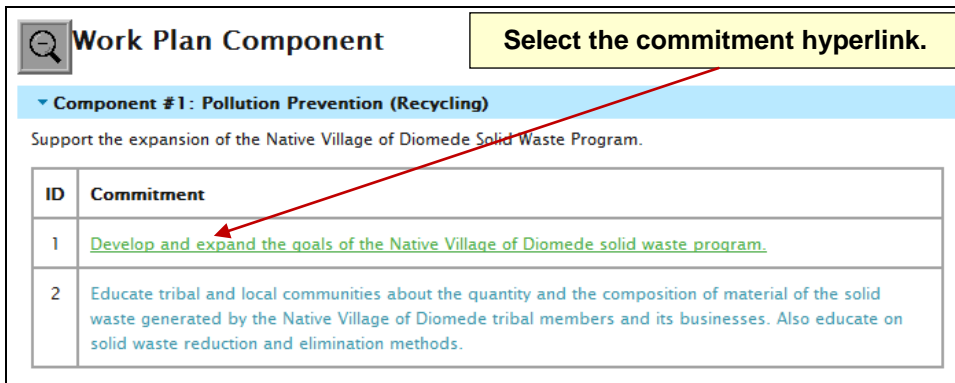 Work Plan Component
Select the commitment hyperlink.
Component #1: Pollution Prevention (Recycling)
Support the expansion of the Native Village of Diomede Solid Waste Program.
ID Commitment
1 Develop and expand the goals of the Native Village of Diomede solid waste program.
2 Educate tribal and local communities about the quantity and the composition of material of the solid
waste generated by the Native Village of Diomede tribal members and its businesses. Also educate on
solid waste reduction and elimination methods.